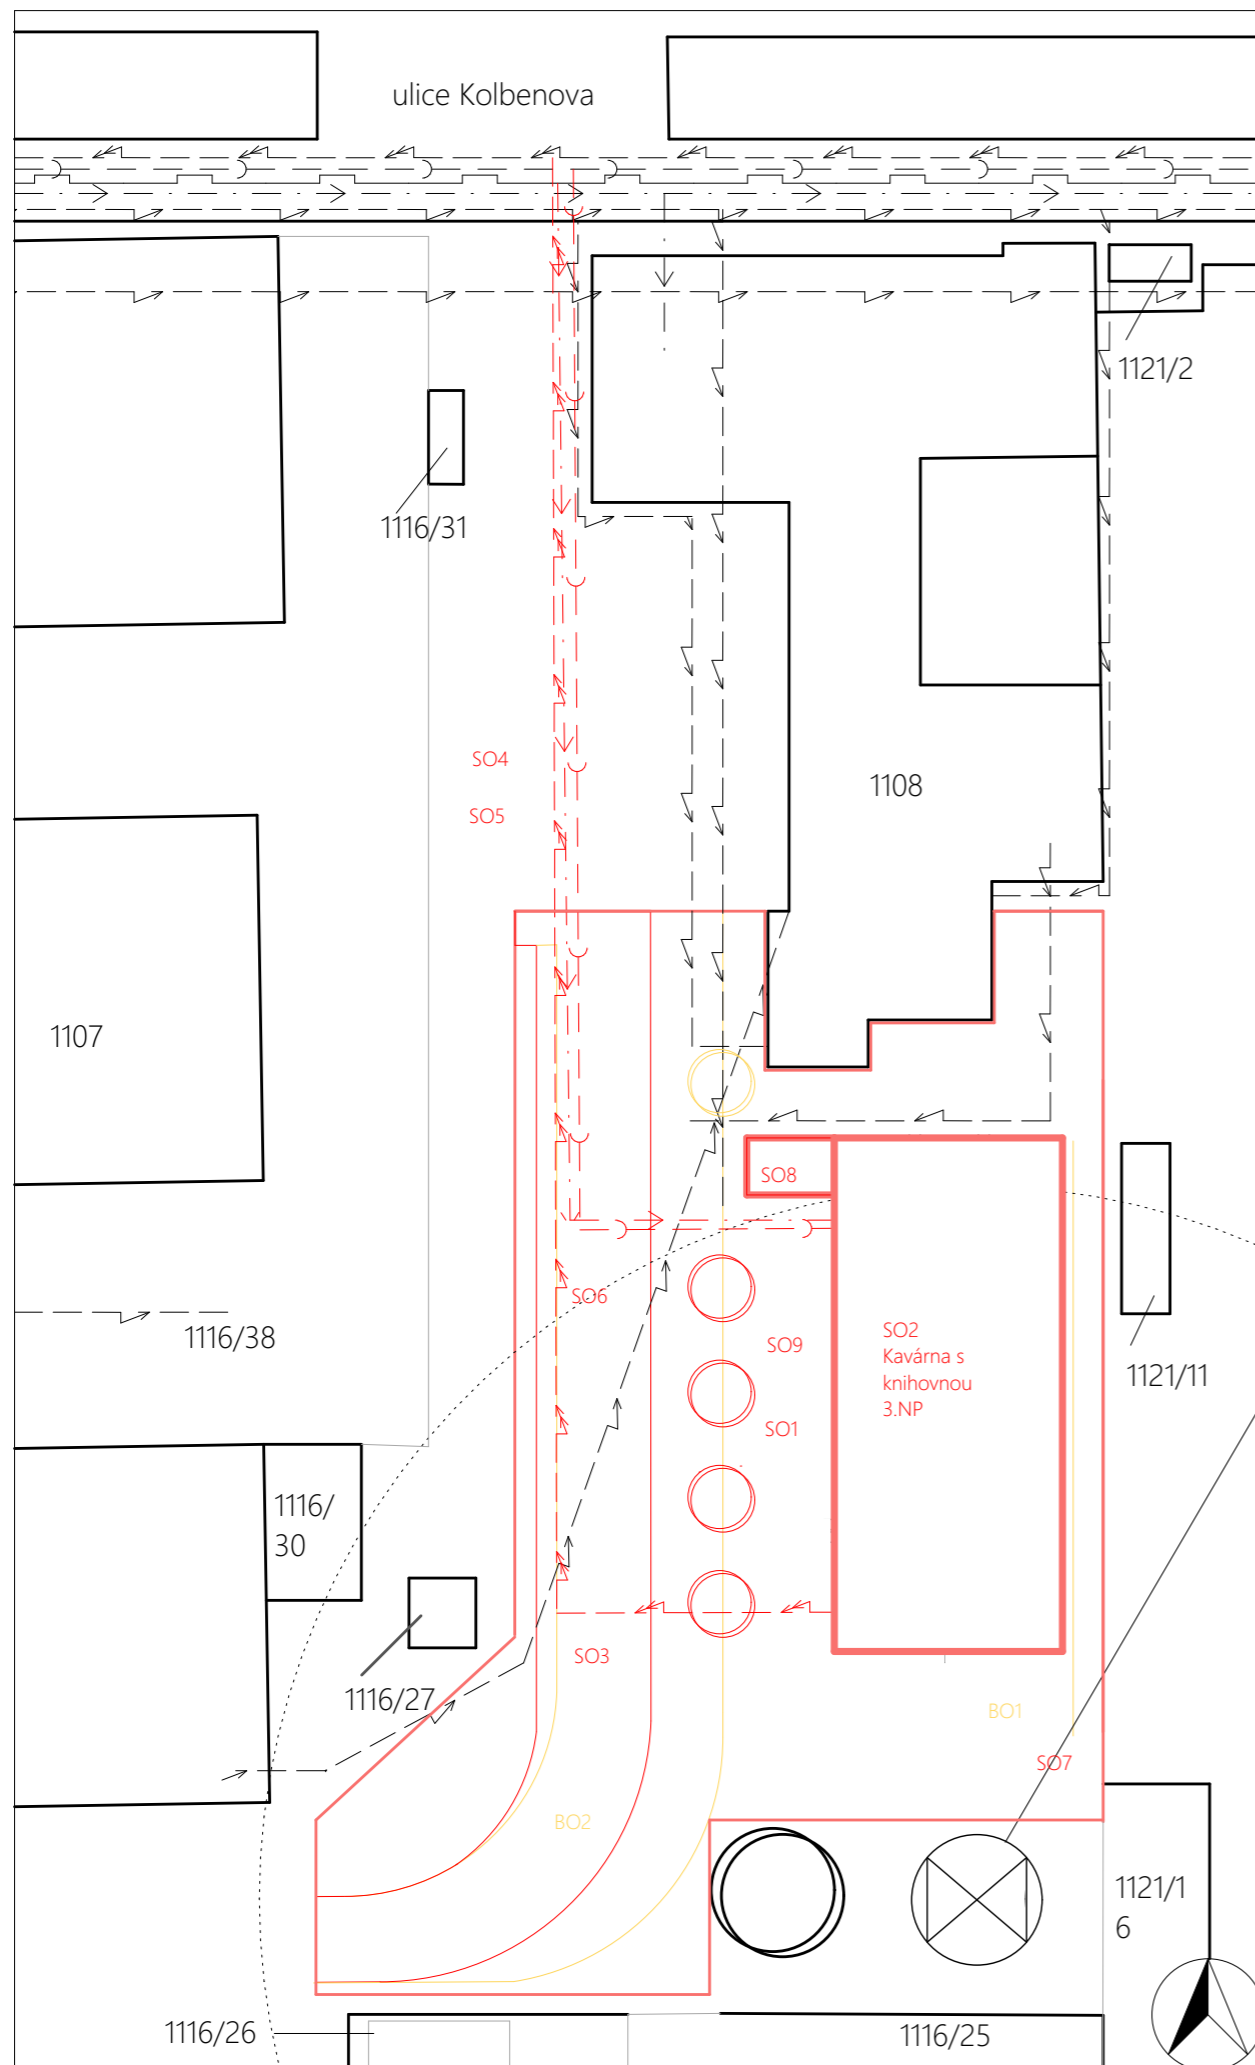 ulice Kolbenova
1121/2
1116/31
SO4
1108
SO5
1107
SO8
SO6
1116/38
SO9
SO2
Kavárna s
knihovnou
3.NP
1121/11
SO1
1116/
30
SO3
1116/27
BO1
SO7
BO2
1121/1
6
1116/26
1116/25